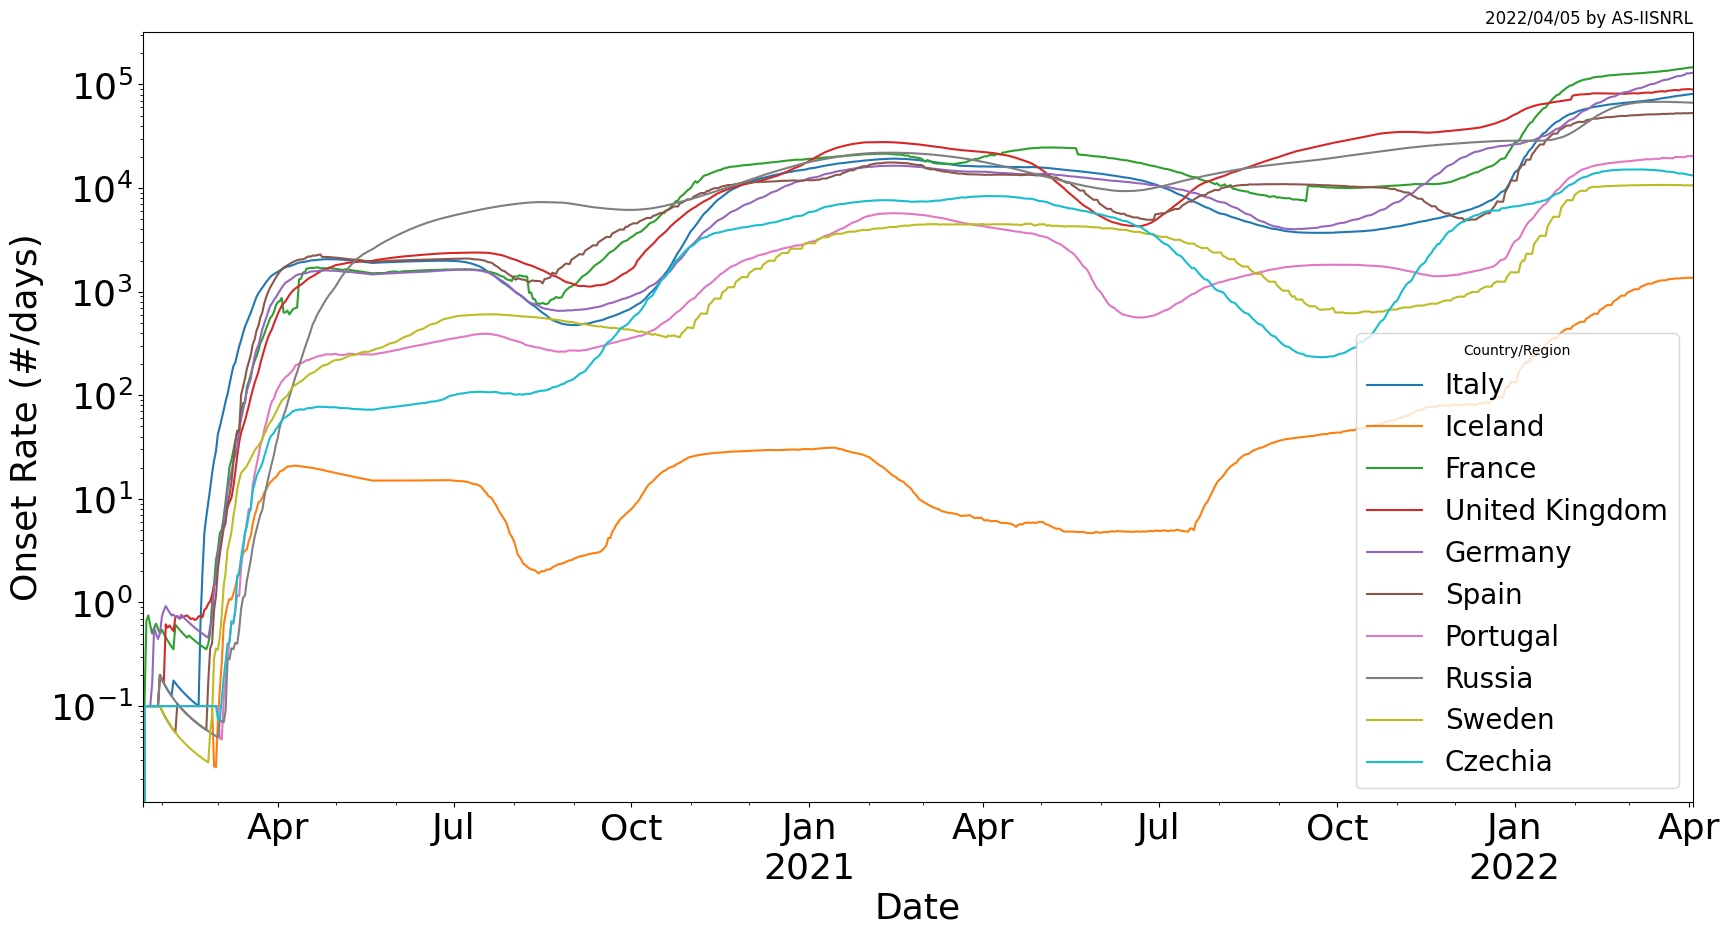 2022/04/05 by AS-IISNRL
Onset Rate (#/days)
10^5
10^4
10^3
10^2
10^1
10^0
10^−1
Country/Region
Italy
Iceland
France
United Kingdom
Germany
Spain
Portugal
Russia
Sweden
Czechia
Apr Jul Oct Jan Apr Jul Oct Jan Apr
2021 2022
Date